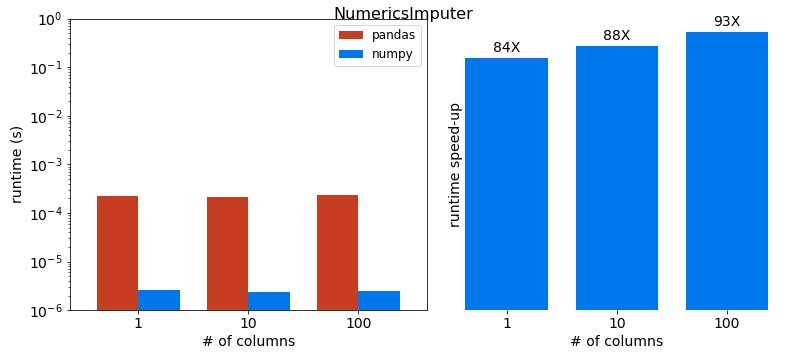 NumericsImputer
pandas
numpy
runtime (s)
10^0
10^-1
10^-2
10^-3
10^-4
10^-5
10^-6
1 10 100
# of columns
84X 88X 93X
runtime speed-up
1 10 100
# of columns